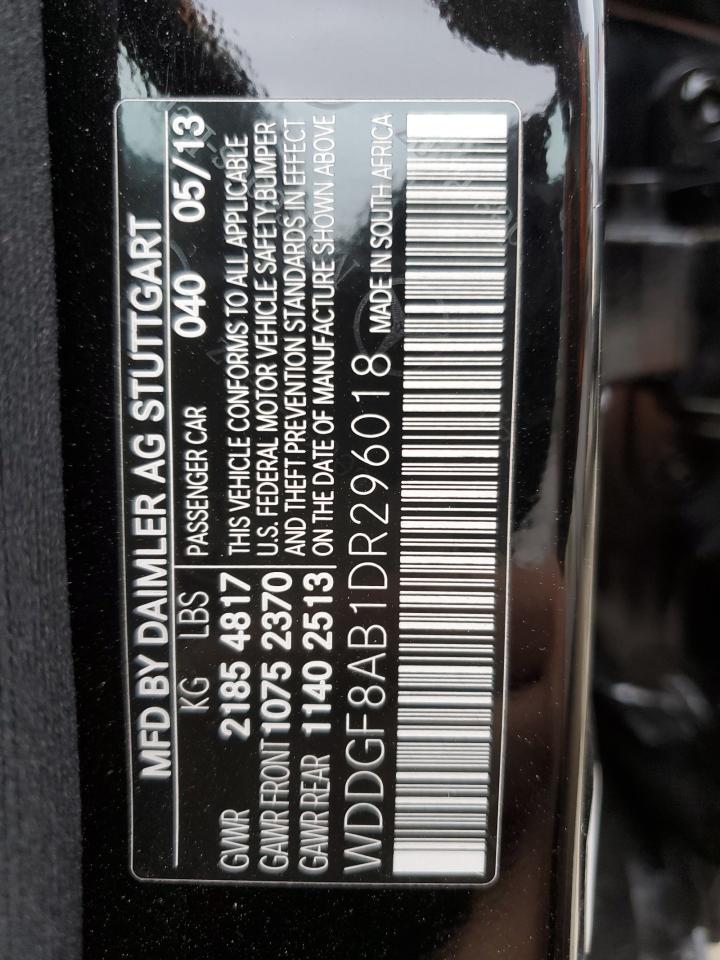 MFD BY DAIMLER AG STUTTGART
040 05/13
KG LBS PASSENGER CAR
GVWR 2185 4817
GAWR FRONT 1075 2370
GAWR REAR 1140 2513
THIS VEHICLE CONFORMS TO ALL APPLICABLE
U.S. FEDERAL MOTOR VEHICLE SAFETY,BUMPER
AND THEFT PREVENTION STANDARDS IN EFFECT
ON THE DATE OF MANUFACTURE SHOWN ABOVE
WDDGF8AB1DR296018 MADE IN SOUTH AFRICA